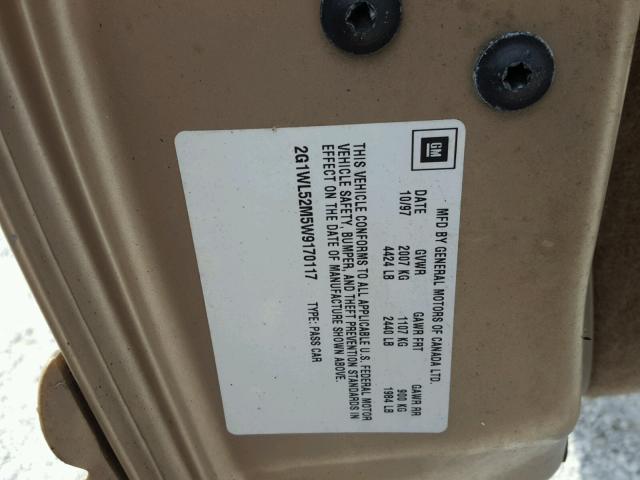 GM
MFD BY GENERAL MOTORS OF CANADA LTD.
DATE GVWR GAWR FRT GAWR RR
10/97 2007 KG 1107 KG 900 KG
4424 LB 2440 LB 1984 LB
THIS VEHICLE CONFORMS TO ALL APPLICABLE U.S. FEDERAL MOTOR
VEHICLE SAFETY, BUMPER, AND THEFT PREVENTION STANDARDS IN
EFFECT ON THE DATE OF MANUFACTURE SHOWN ABOVE.
2G1WL52M5W9170117 TYPE: PASS CAR